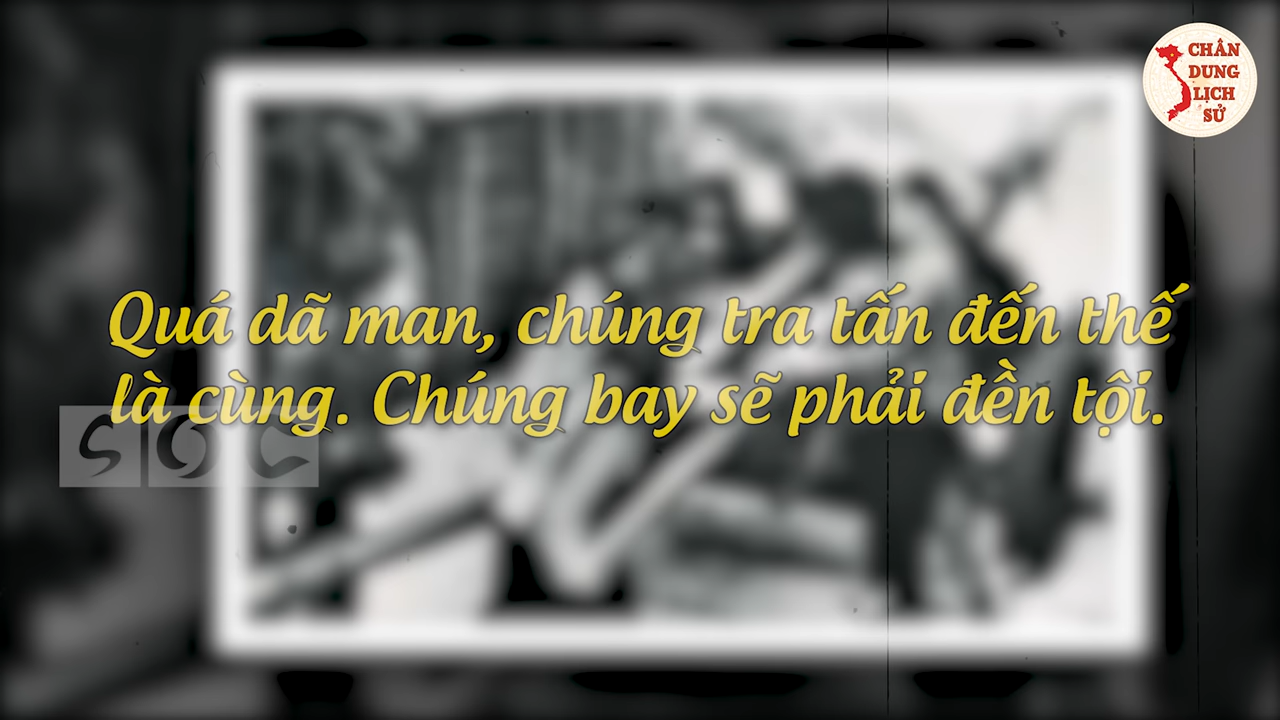 CHÂN
DUNG
LỊCH
SỬ
Quá dã man, chúng tra tấn đến thế
là cùng. Chúng bay sẽ phải đền tội.
SOC